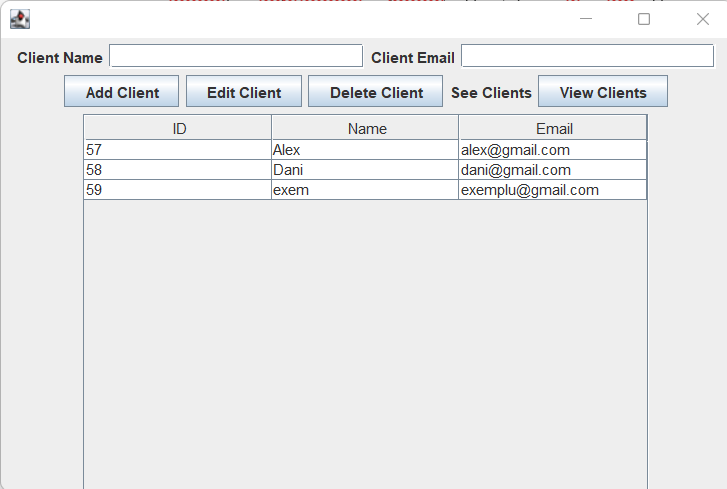 Client Name Client Email
Add Client Edit Client Delete Client See Clients View Clients
ID Name Email
57 Alex alex@gmail.com
58 Dani dani@gmail.com
59 exem exemplu@gmail.com